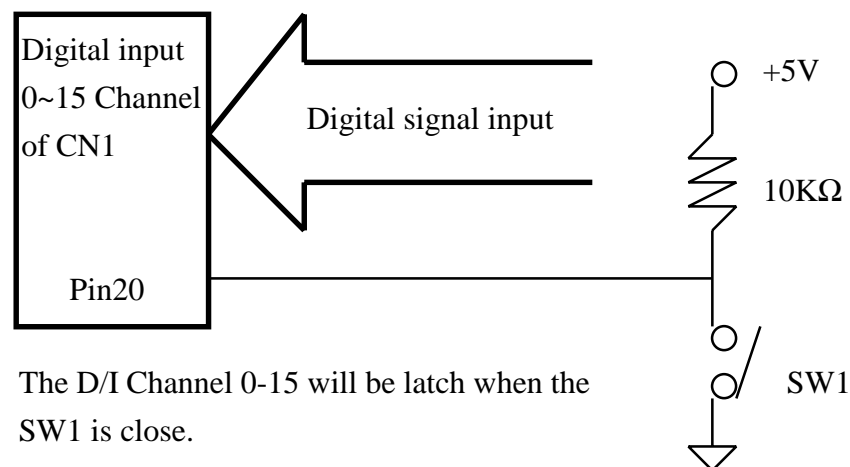 Digital input
0~15 Channel
of CN1
Digital signal input
+5V
10KΩ
Pin20
The D/I Channel 0-15 will be latch when the
SW1 is close.
SW1